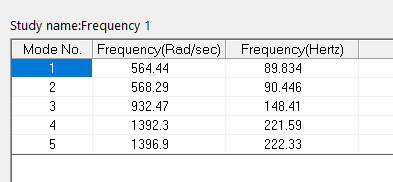 Study name:Frequency 1
Mode No. Frequency(Rad/sec) Frequency(Hertz)
1 564.44 89.834
2 568.29 90.446
3 932.47 148.41
4 1392.3 221.59
5 1396.9 222.33